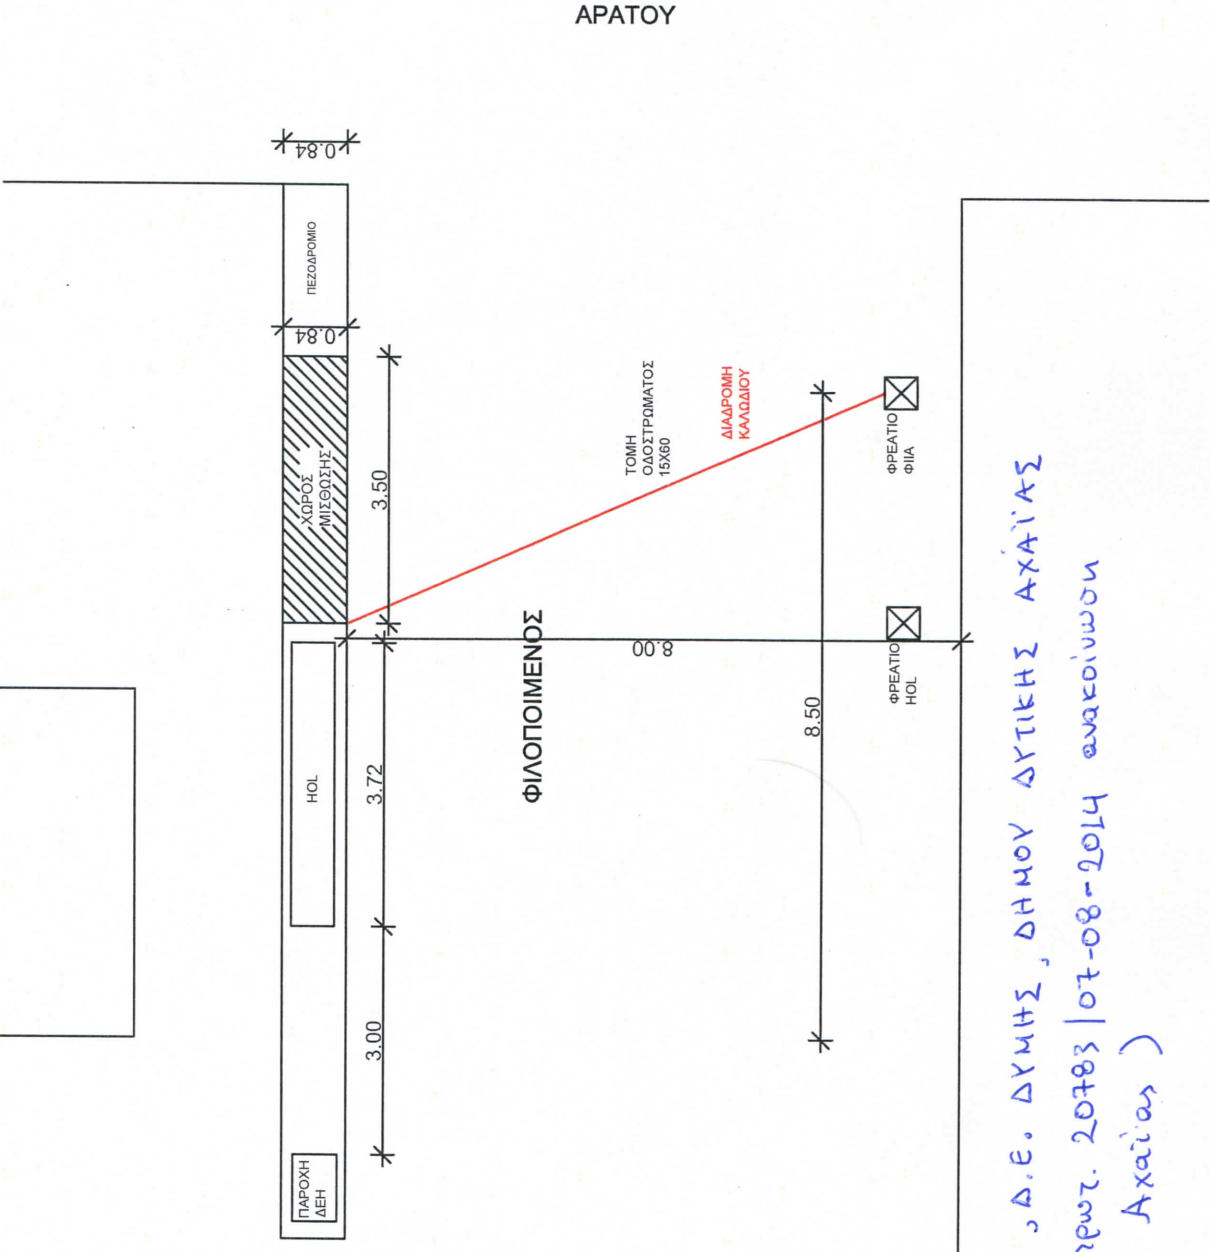 ΑΡΑΤΟΥ
0.84
ΠΕΖΟΔΡΟΜΙΟ
0.84
ΧΩΡΟΣ
ΜΙΣΘΩΣΗΣ
3.50
ΤΟΜΗ
ΟΔΟΣΤΡΩΜΑΤΟΣ
15X60
ΔΙΑΔΡΟΜΗ
ΚΑΛΩΔΙΟΥ
ΦΡΕΑΤΙΟ
ΦΙΙΑ
ΦΙΛΟΠΟΙΜΕΝΟΣ
8.00
ΦΡΕΑΤΙΟ
HOL
8.50
HOL
3.72
3.00
ΠΑΡΟΧΗ
ΔΕΗ
, Δ.Ε. ΔΥΜΗΣ, ΔΗΜΟΥ ΔΥΤΙΚΗΣ ΑΧΑΪΑΣ
20783/07-08-2014 ανακοίνωση
Αχαΐας )